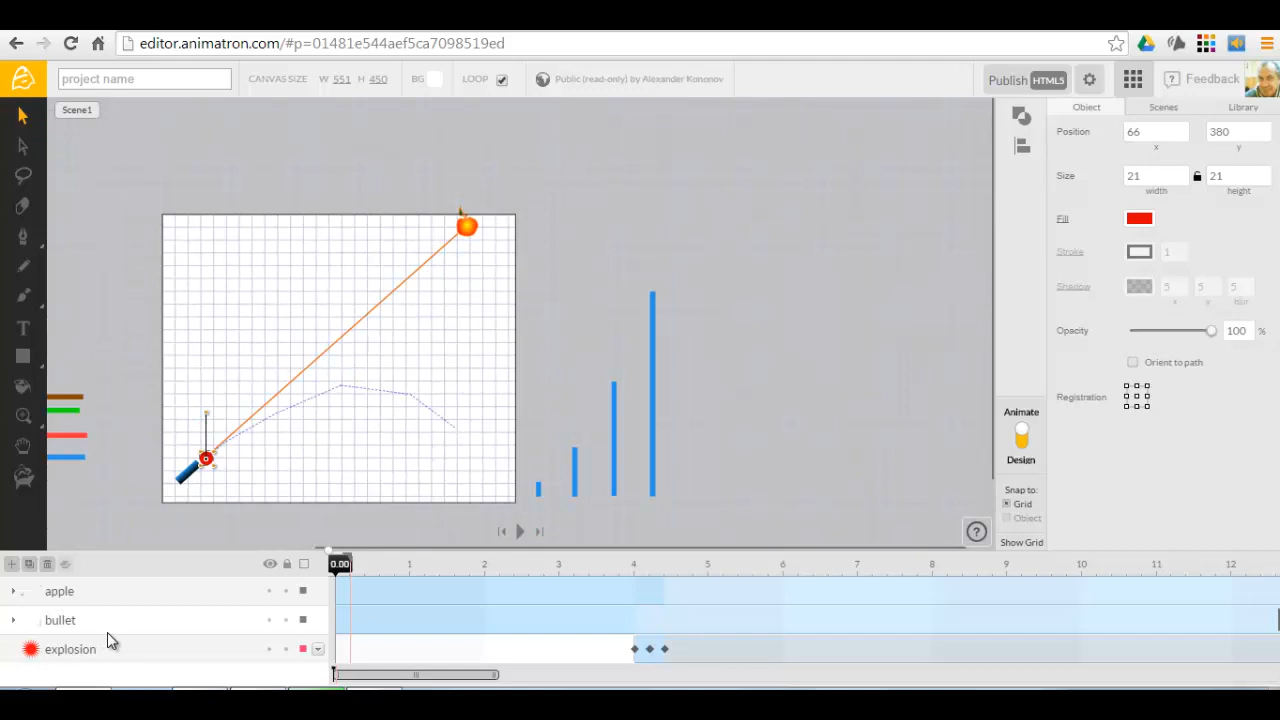 editor.animatron.com/#p=01481e544aef5ca7098519ed
project name
CANVAS SIZE W 551 H 450 BG LOOP Public (read-only) by Alexander Konovov Publish HTML5 Feedback
Scene1
Object Scenes Library
Position 66 380
x y
Size 21 21
width height
Fill
Stroke 1
Shadow 5 5 5
x y blur
Opacity 100 %
Orient to path
Registration
Animate
Design
Snap to:
Grid
Object
Show Grid
T
?
0.00 1 2 3 4 5 6 7 8 9 10 11 12
apple
bullet
explosion